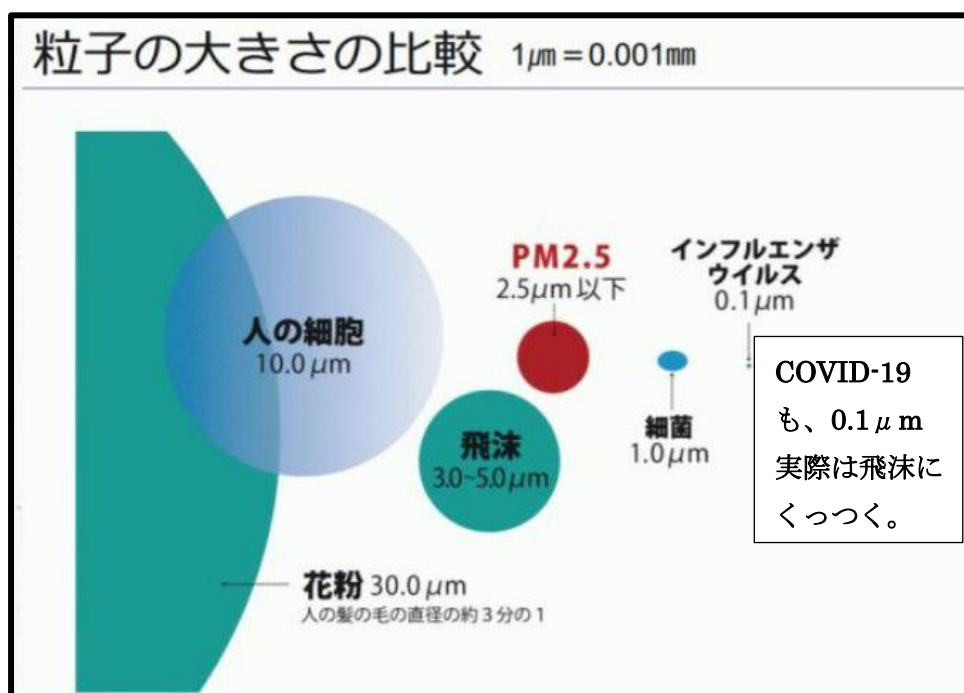 粒子の大きさの比較 1㎛=0.001㎜
人の細胞
10.0μm
PM2.5
2.5μm以下
飛沫
3.0~5.0μm
細菌
1.0μm
インフルエンザ
ウイルス
0.1μm
COVID-19
も、0.1μm
実際は飛沫に
くっつく。
花粉 30.0μm
人の髪の毛の直径の約3分の1